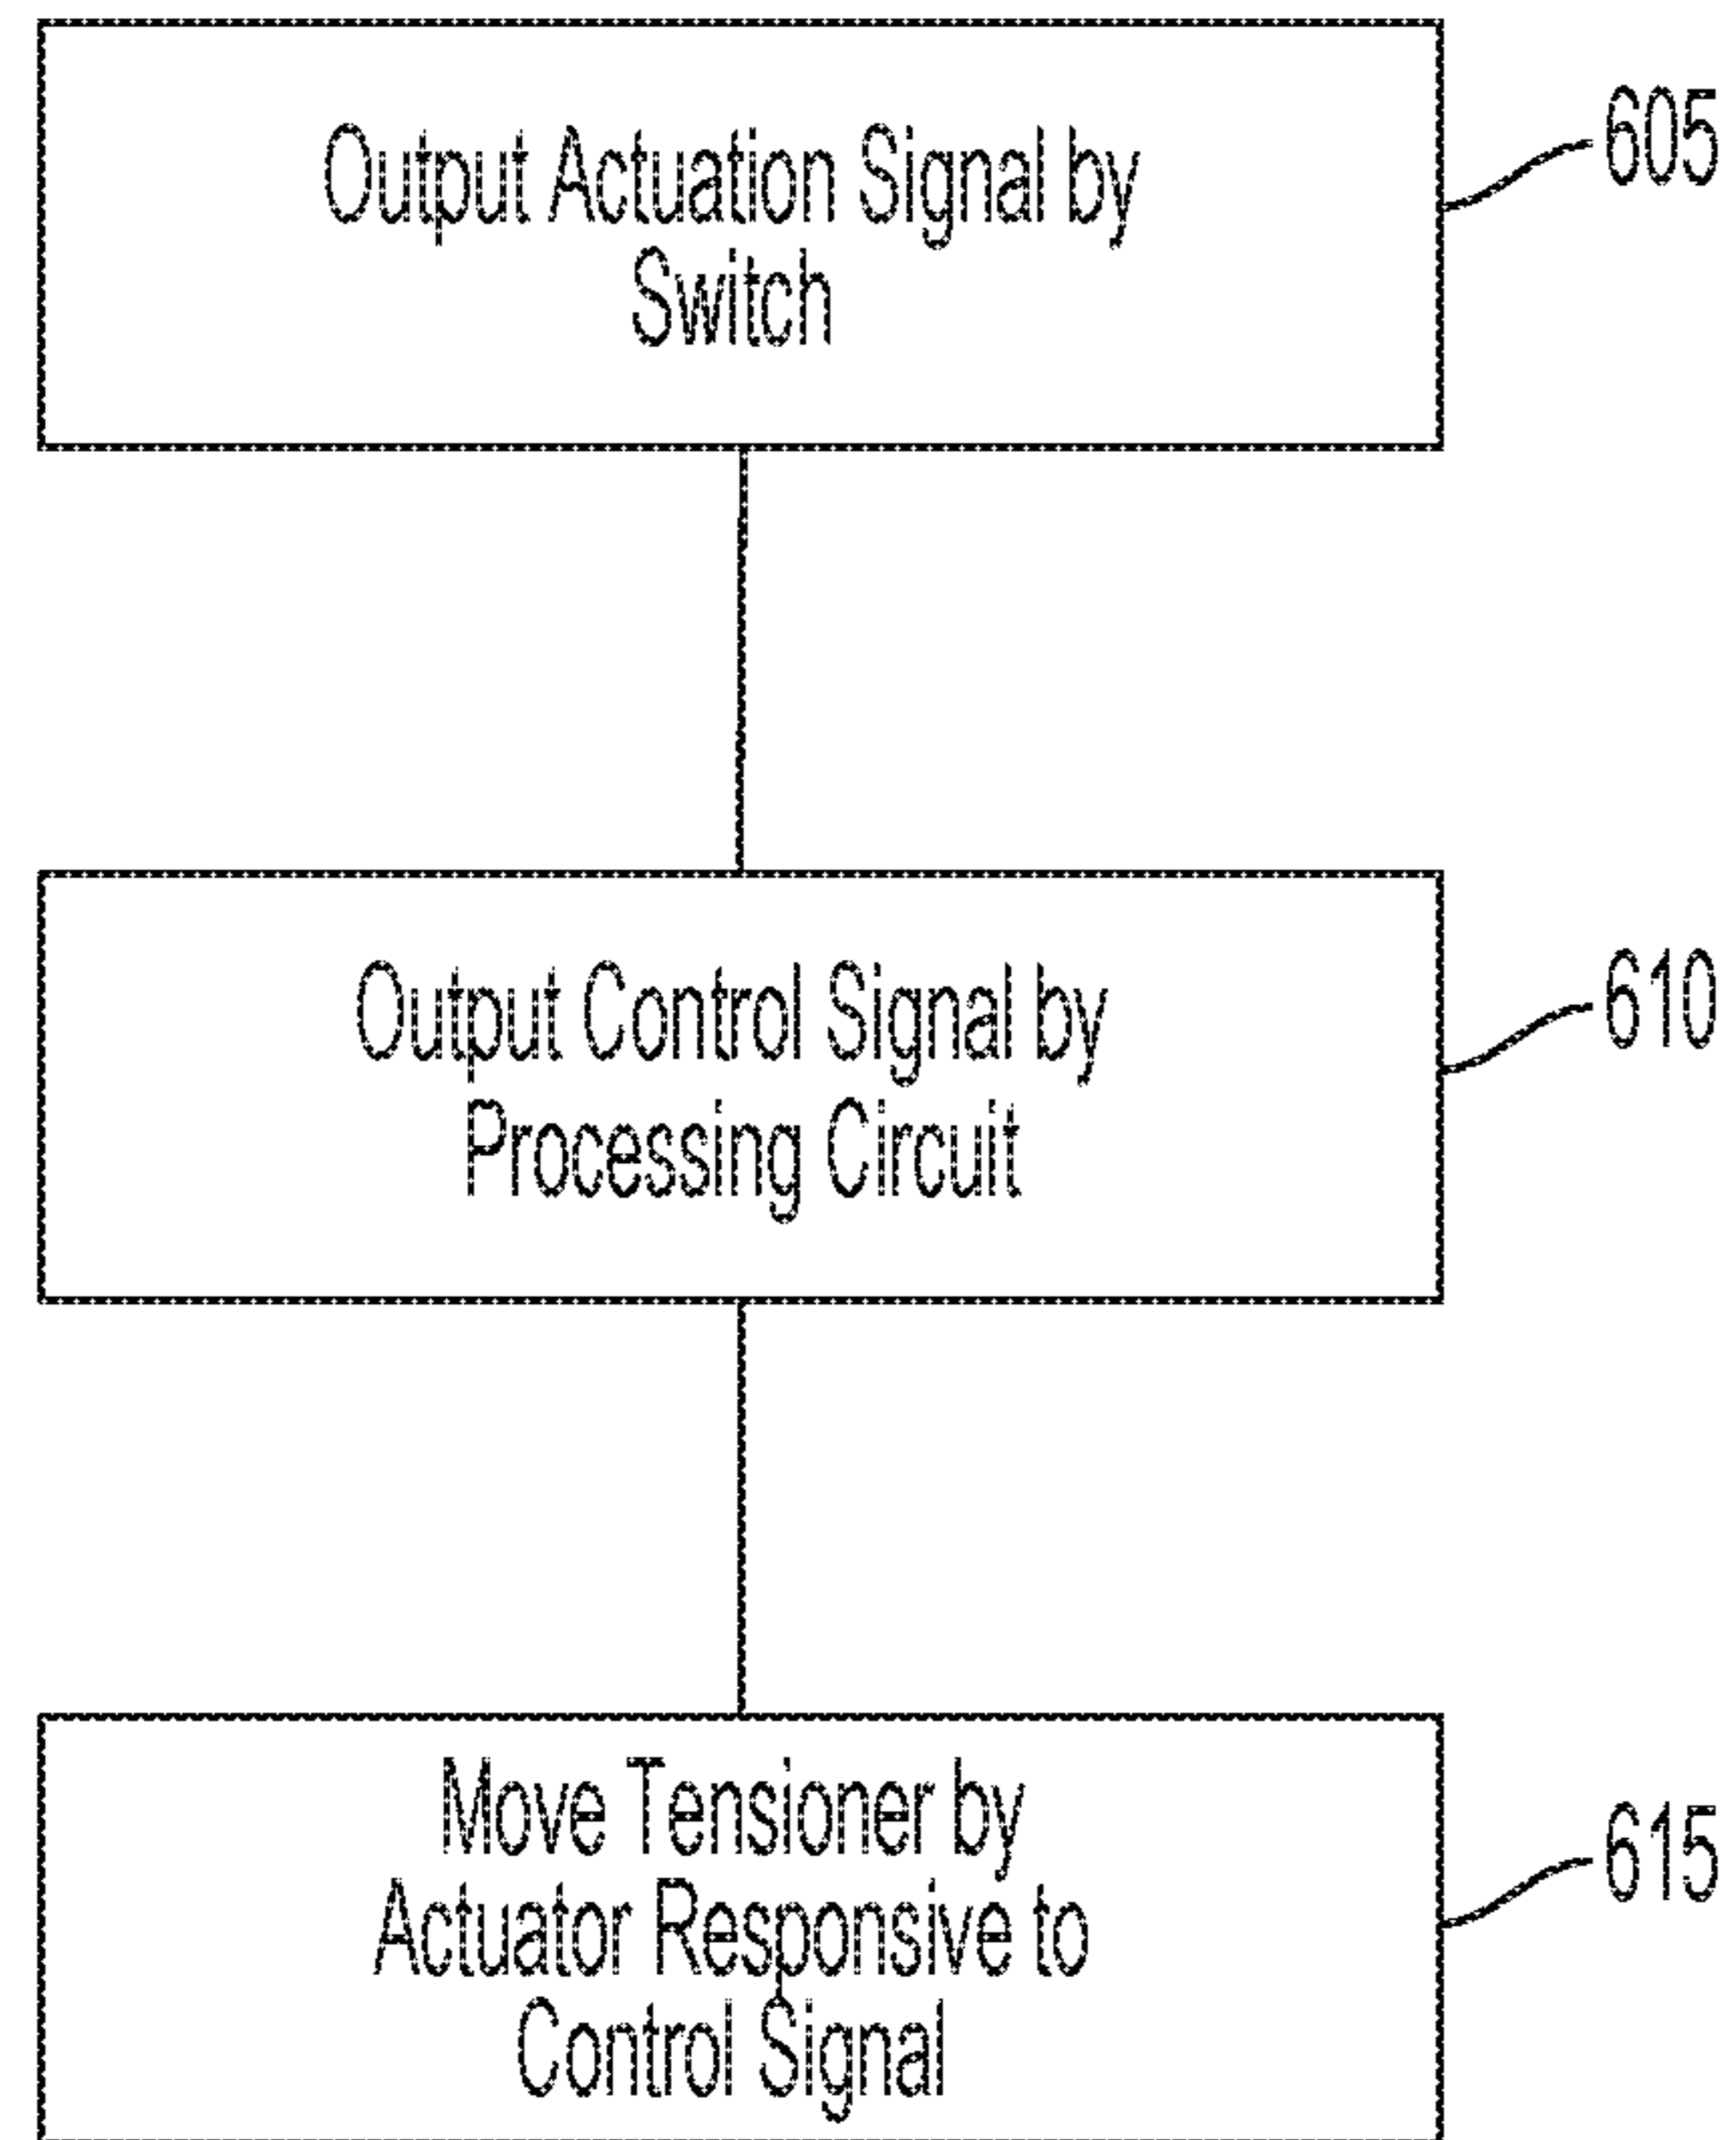 Output Actuation Signal by
Switch
605
Output Control Signal by
Processing Circuit
610
Move Tensioner by
Actuator Responsive to
Control Signal
615